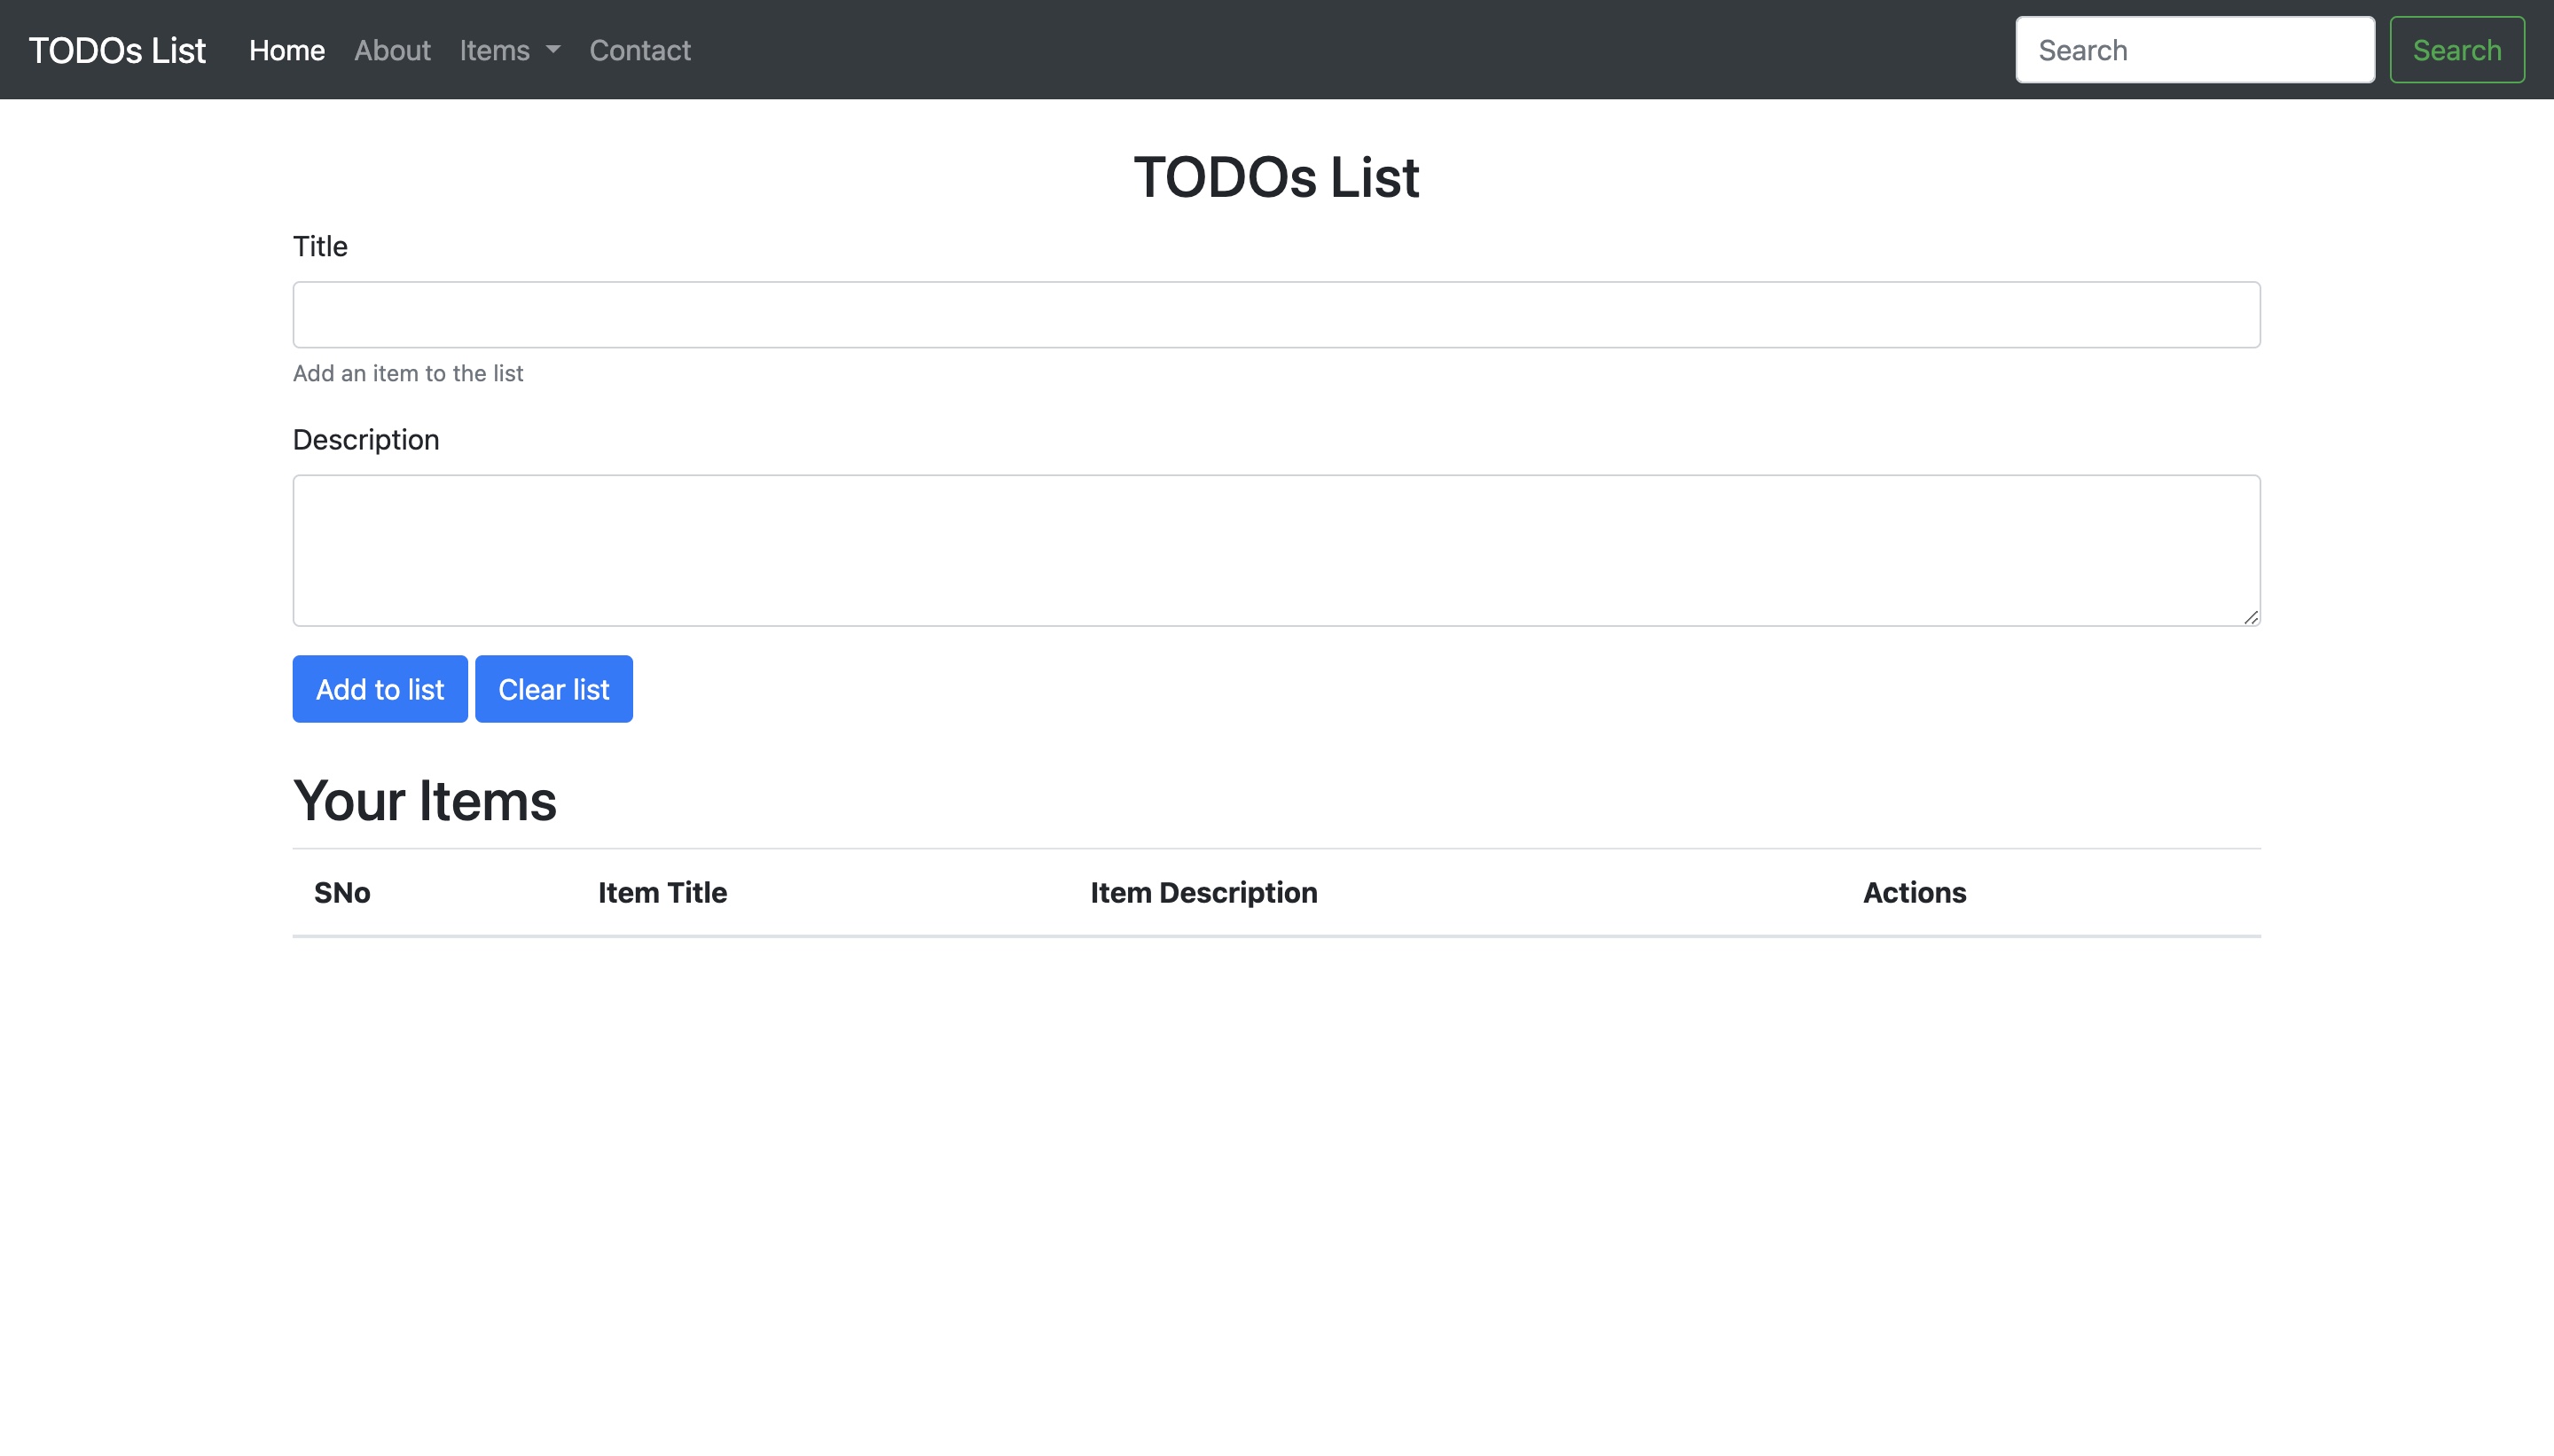 TODOs List Home About Items Contact Search Search
TODOs List
Title
Add an item to the list
Description
Add to list Clear list
Your Items
SNo Item Title Item Description Actions